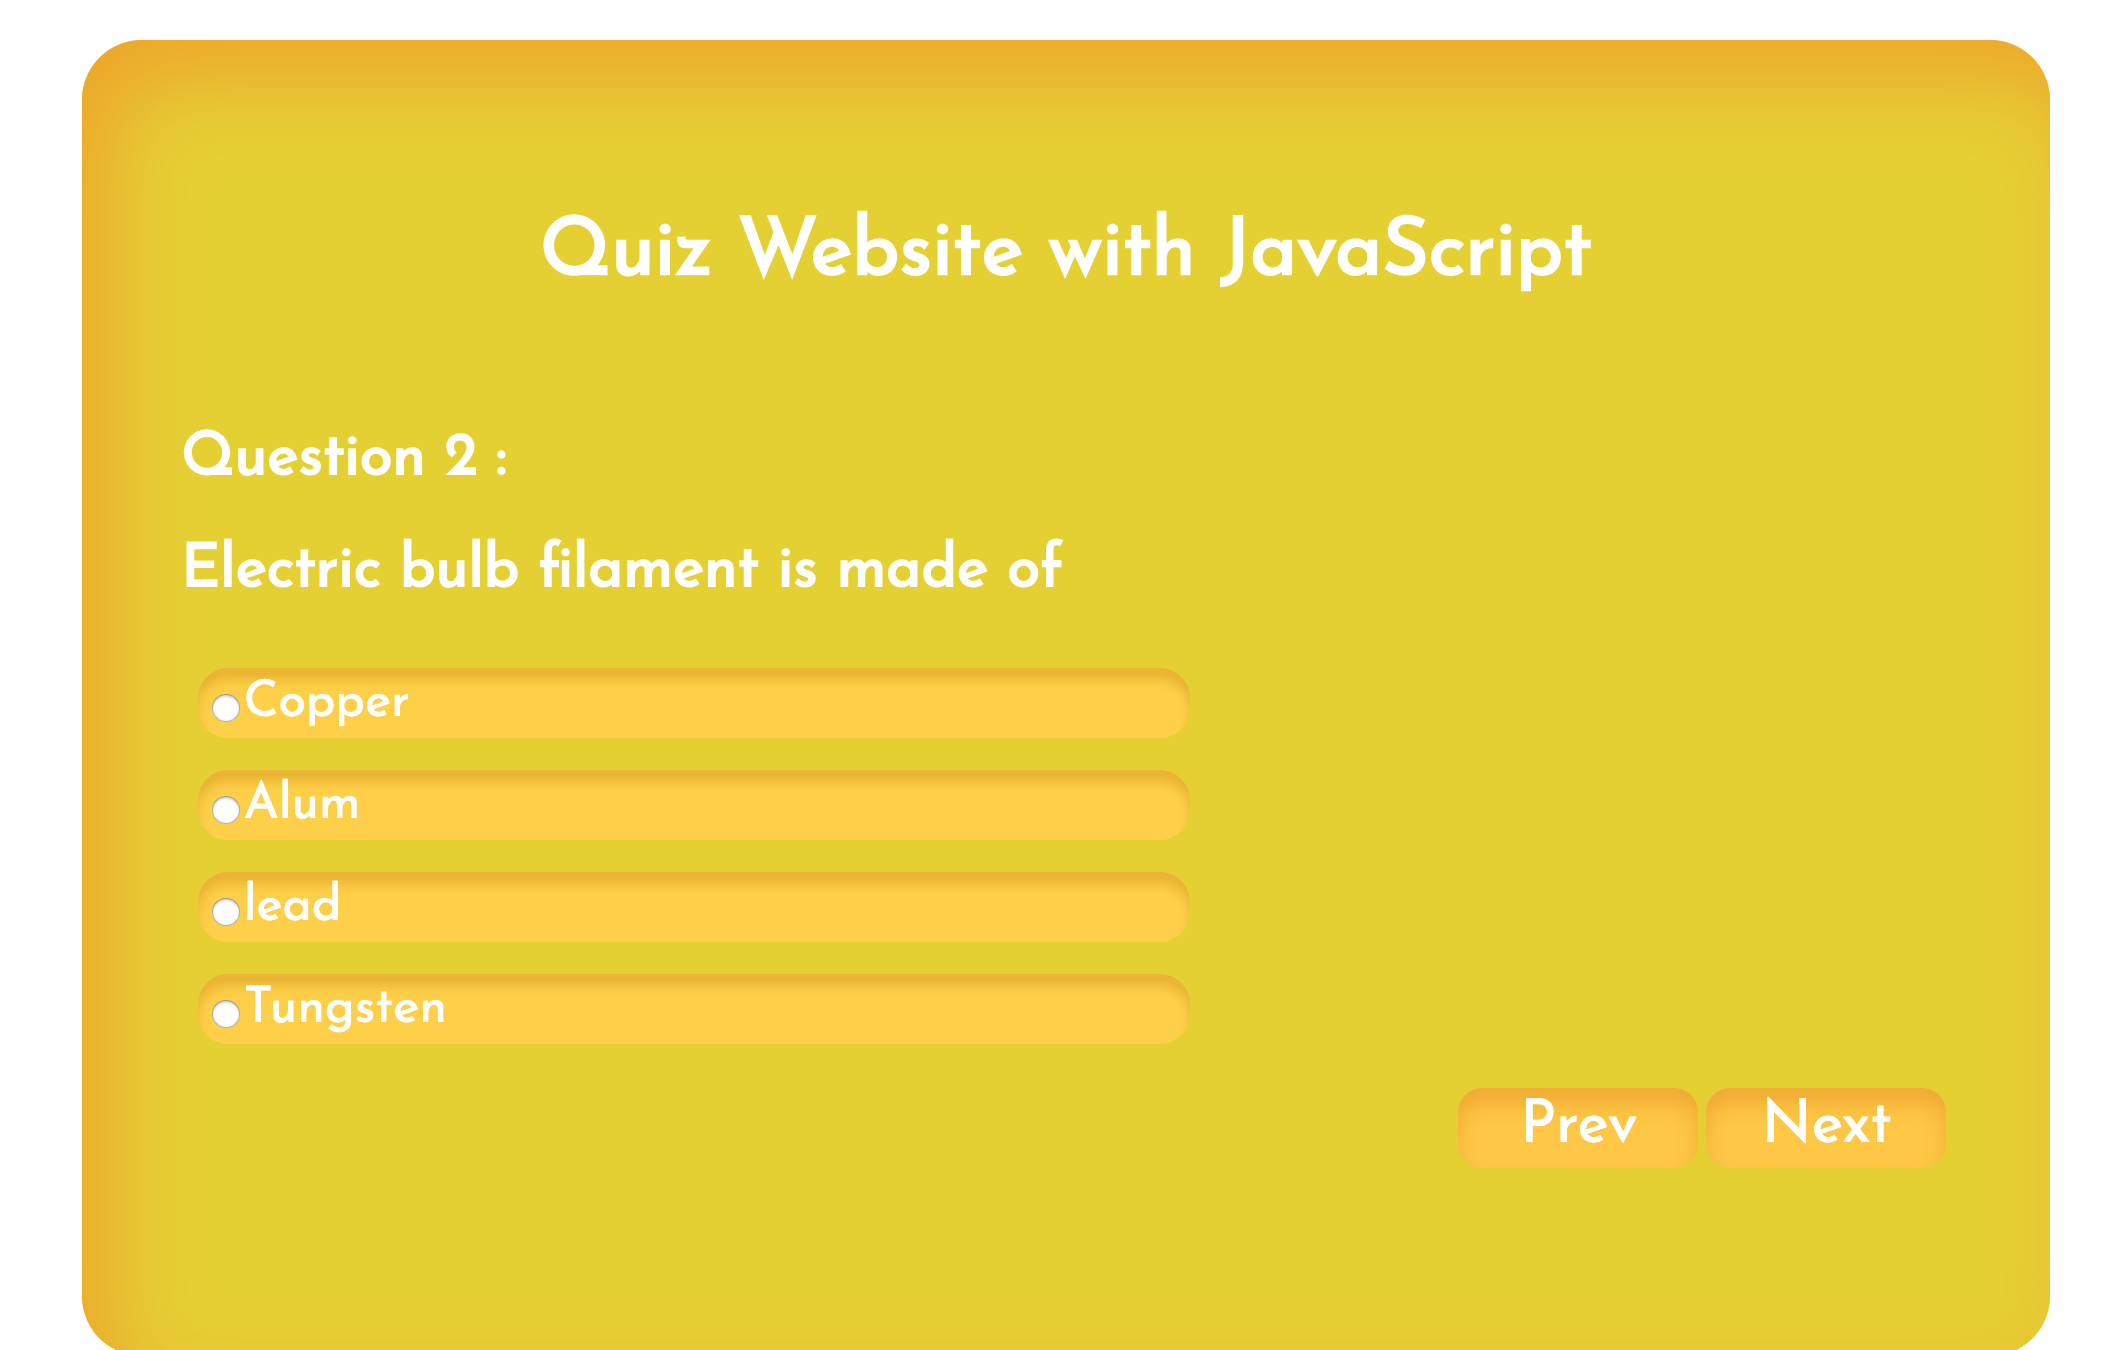 Quiz Website with JavaScript
Question 2 :
Electric bulb filament is made of
Copper
Alum
lead
Tungsten
Prev Next